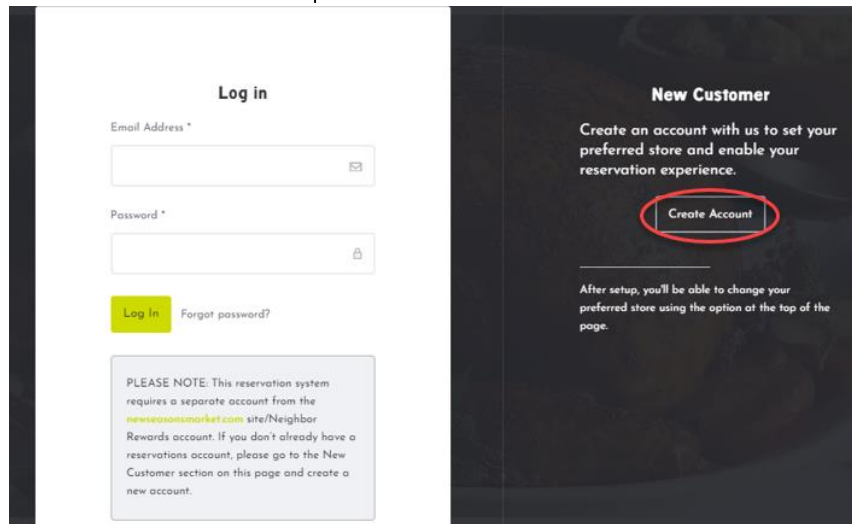 Log in
Email Address *
Password *
Log In
Forgot password?
PLEASE NOTE: This reservation system
requires a separate account from the
newseasonsmarket.com site/Neighbor
Rewards account. If you don't already have a
reservations account, please go to the New
Customer section on this page and create a
new account.
New Customer
Create an account with us to set your
preferred store and enable your
reservation experience.
Create Account
After setup, you'll be able to change your
preferred store using the option at the top of the
page.